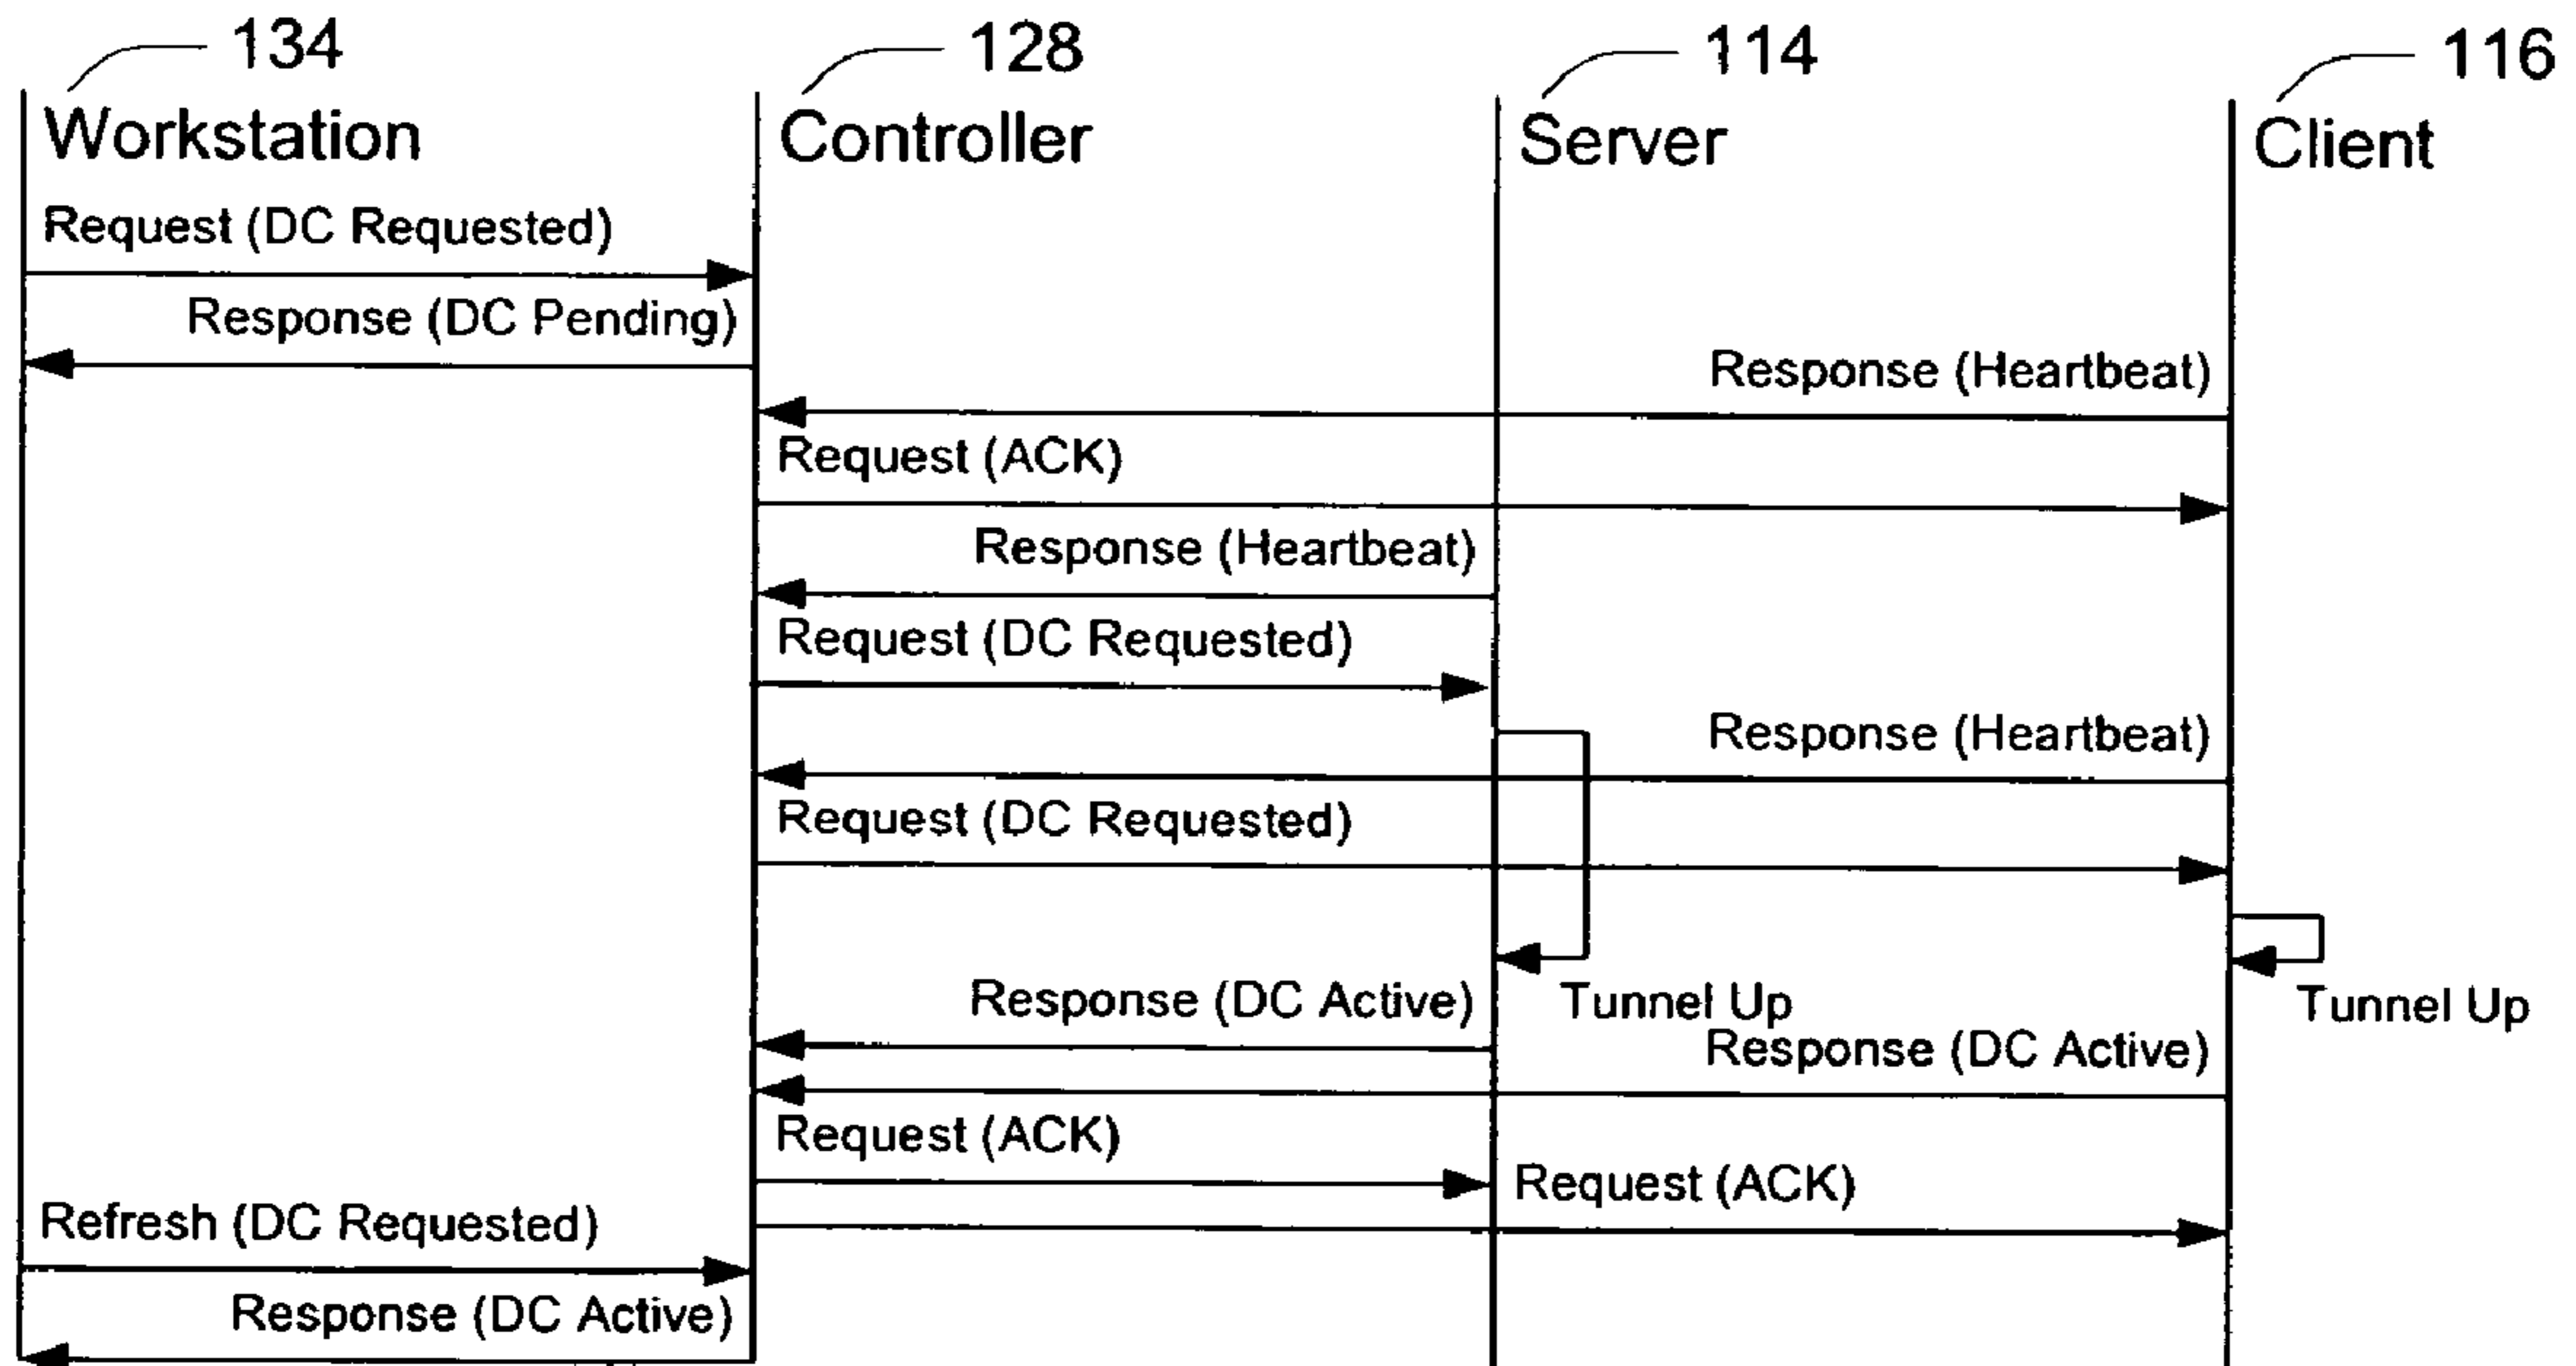 134
128
114
116
Workstation
Controller
Server
Client
Request (DC Requested)
Response (DC Pending)
Response (Heartbeat)
Request (ACK)
Response (Heartbeat)
Request (DC Requested)
Response (Heartbeat)
Request (DC Requested)
Response (DC Active)
Tunnel Up
Tunnel Up
Response (DC Active)
Request (ACK)
Request (ACK)
Refresh (DC Requested)
Response (DC Active)